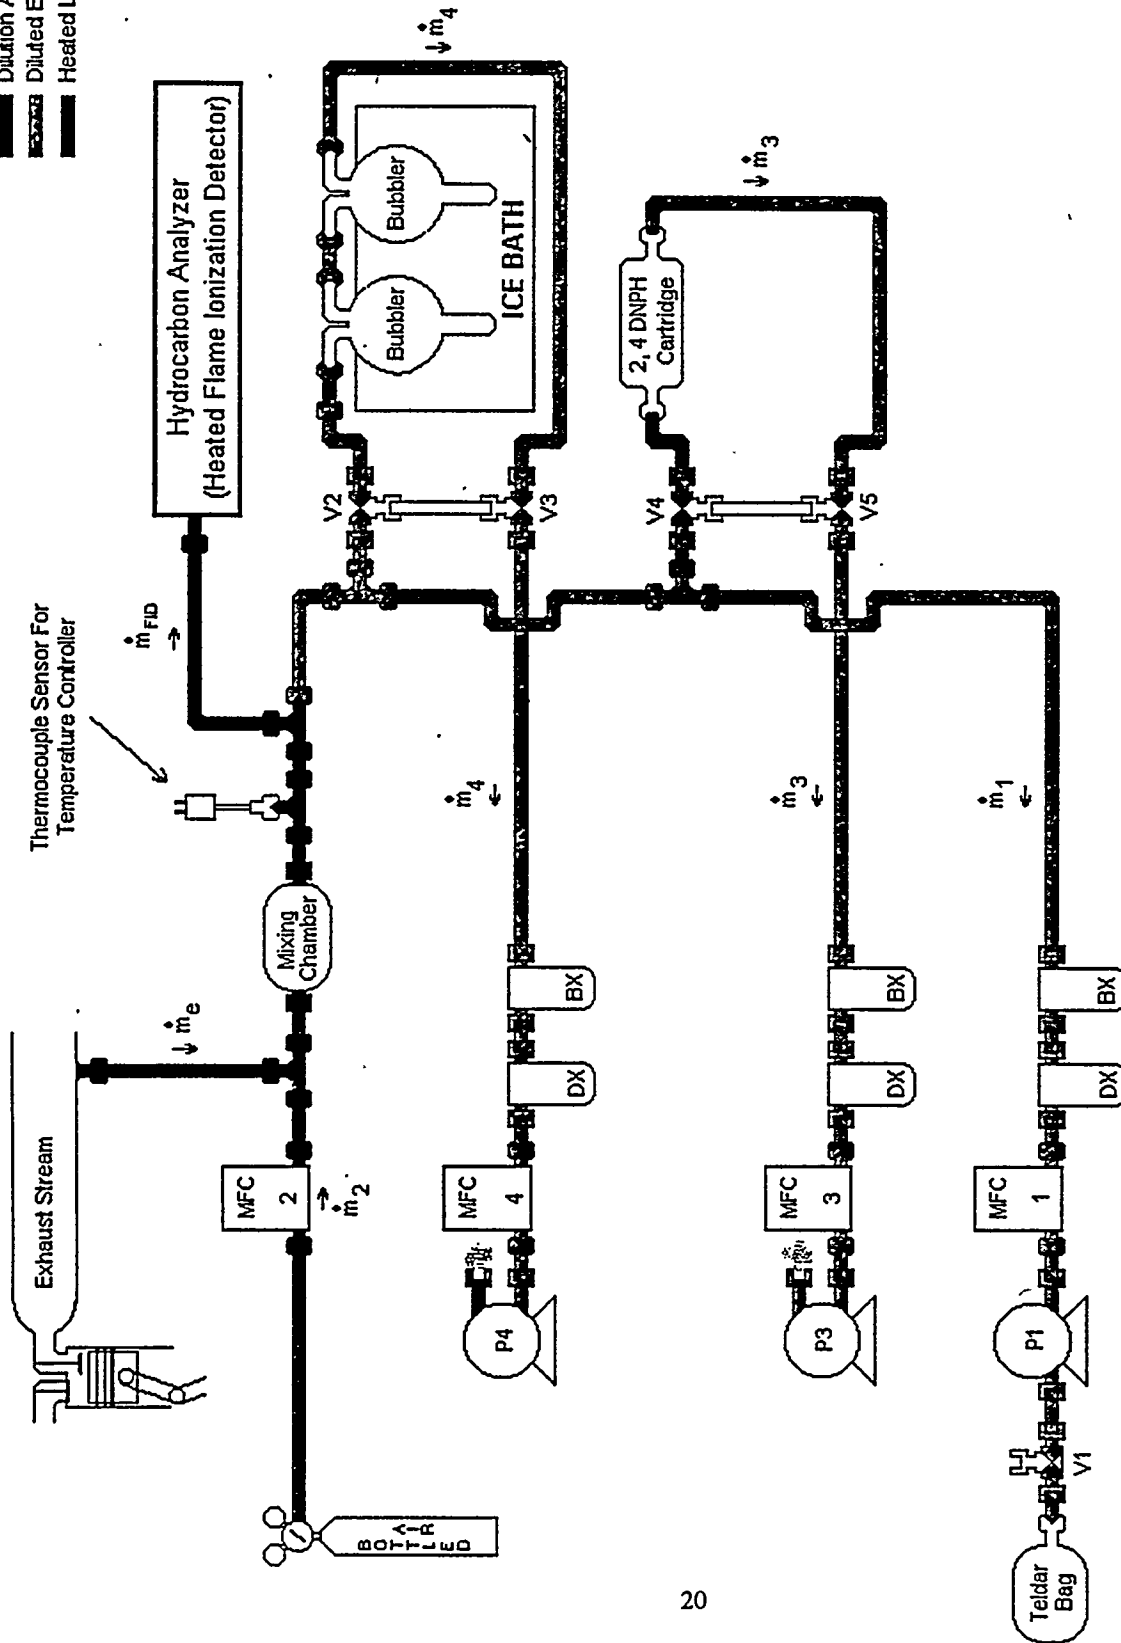 Dilution
Diluted
Heated
Hydrocarbon Analyzer
(Heated Flame Ionization Detector)
Thermocouple Sensor For
Temperature Controller
ṁFID
Exhaust Stream
ṁe
Mixing
Chamber
MFC
2
ṁ2
BOTTLED
AIR
ṁ4
Bubbler
Bubbler
ICE BATH
V2
V3
ṁ4
BX
DX
MFC
4
P4
ṁ3
2, 4 DNPH
Cartridge
V4
V5
ṁ3
BX
DX
MFC
3
P3
ṁ1
BX
DX
MFC
1
P1
V1
Teldar
Bag
20